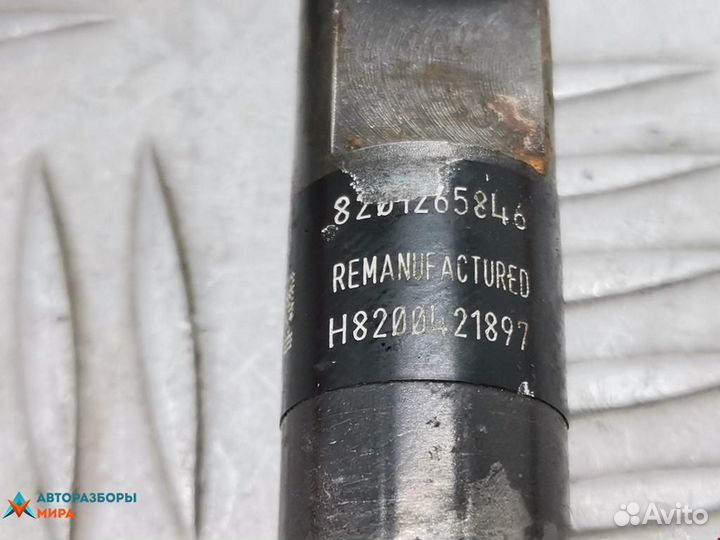 8201265846
REMANUFACTURED
H8200421897
АВТОРАЗБОРЫ
МИРА
Avito